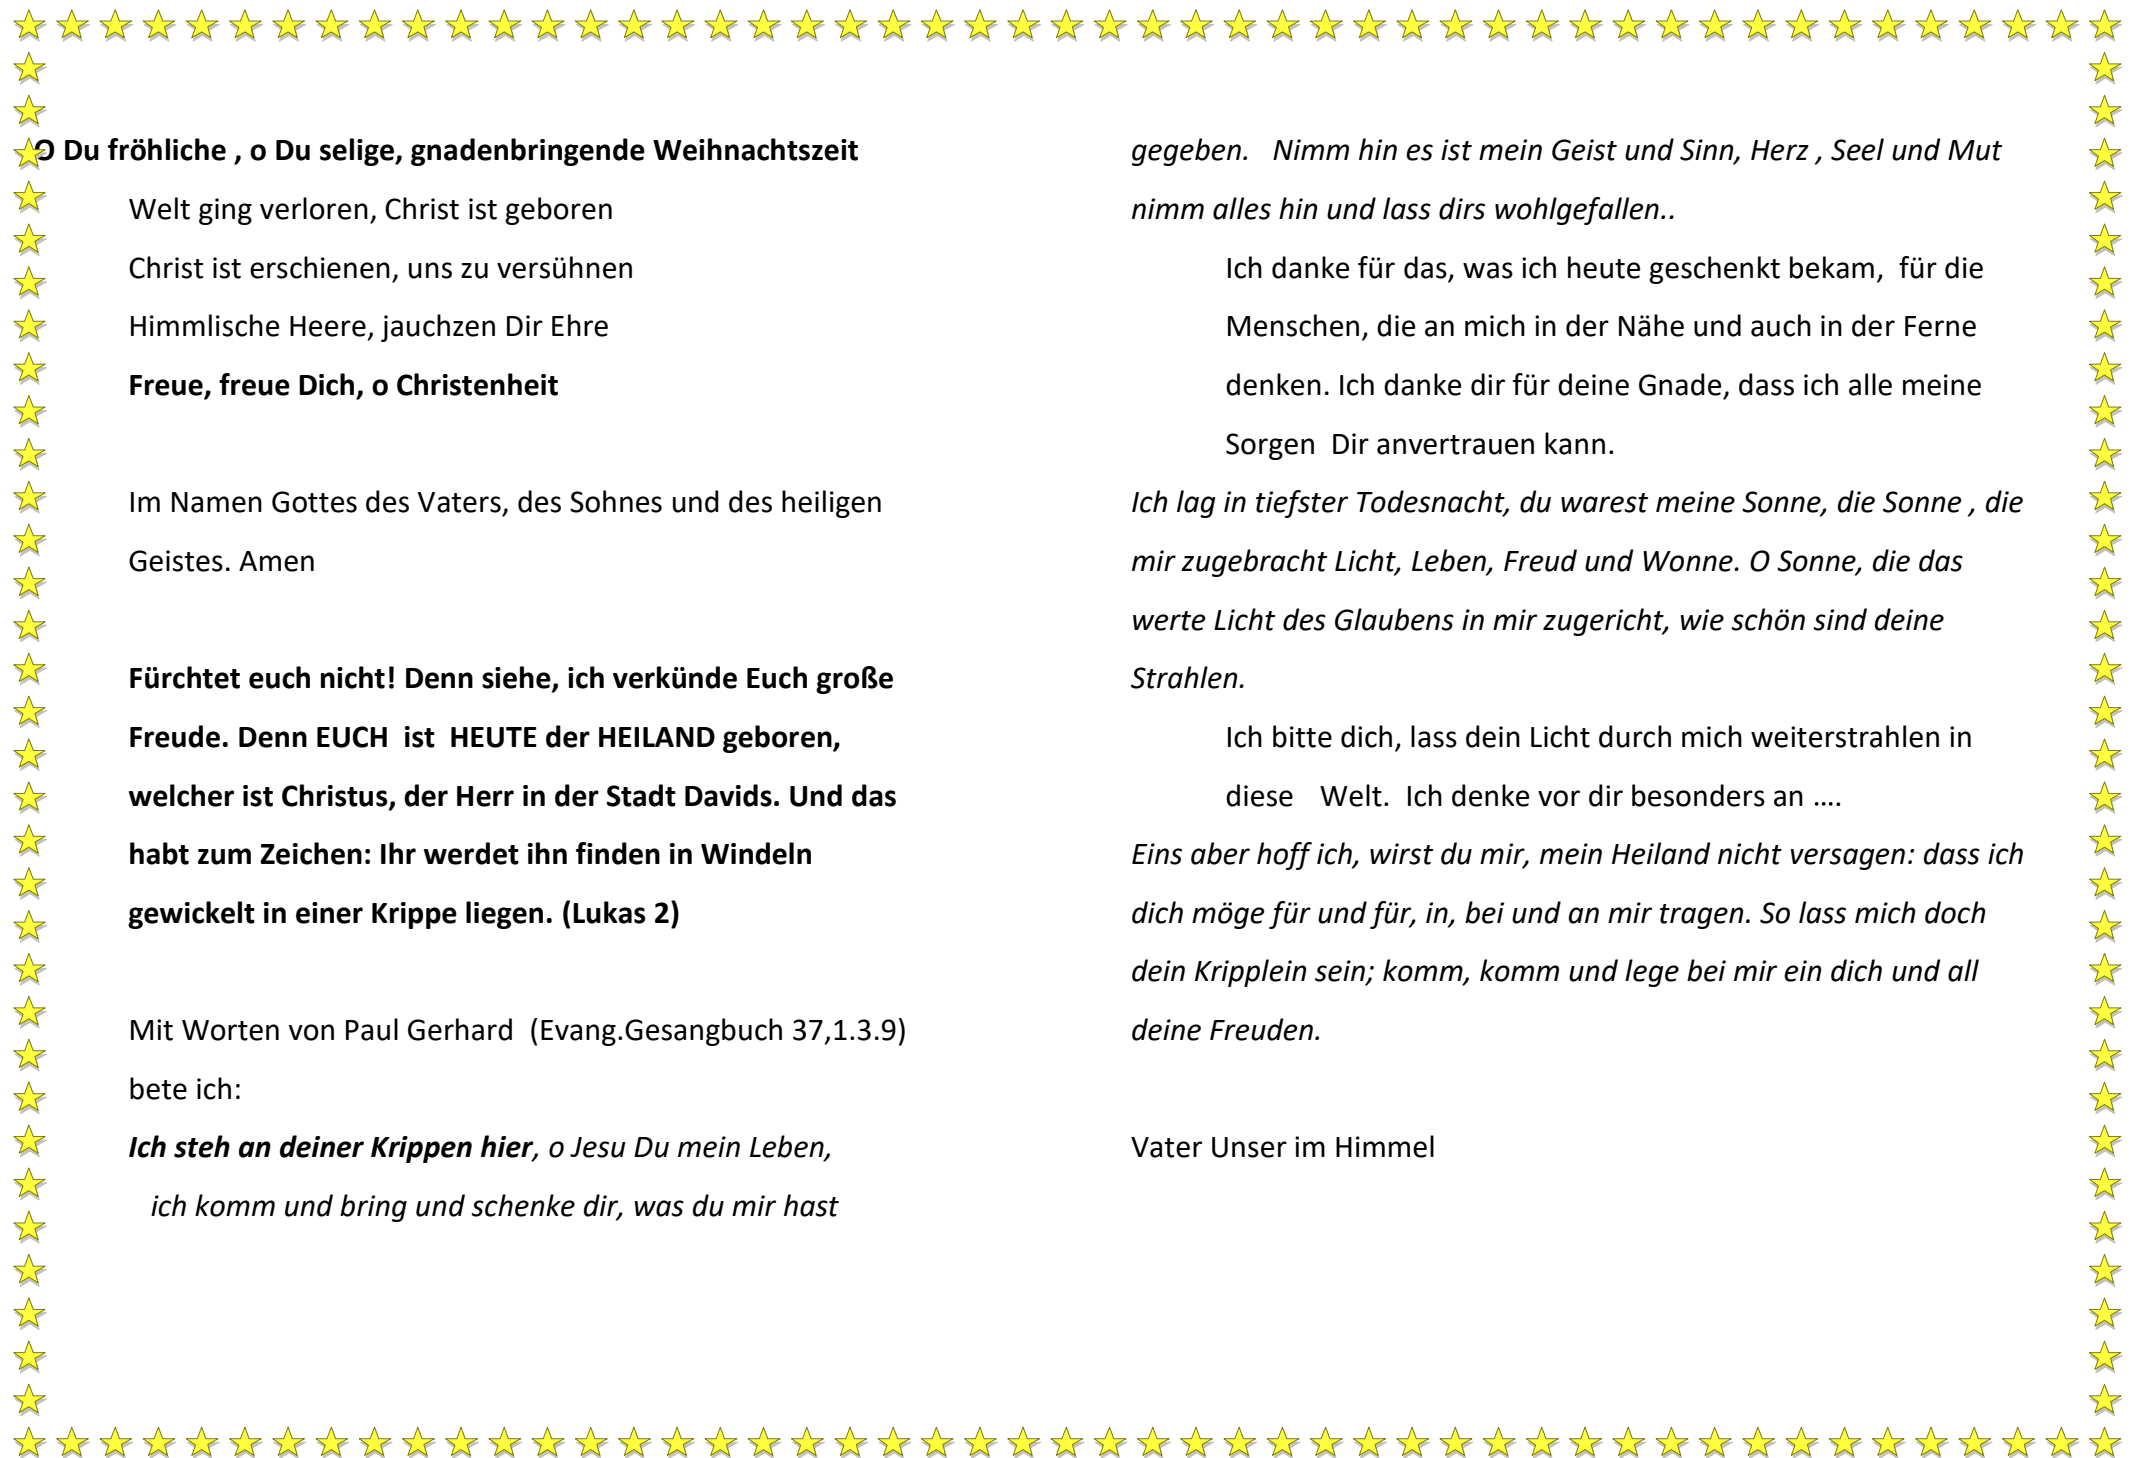 O Du fröhliche , o Du selige, gnadenbringende Weihnachtszeit
Welt ging verloren, Christ ist geboren
Christ ist erschienen, uns zu versühnen
Himmlische Heere, jauchzen Dir Ehre
Freue, freue Dich, o Christenheit
Im Namen Gottes des Vaters, des Sohnes und des heiligen
Geistes. Amen
Fürchtet euch nicht! Denn siehe, ich verkünde Euch große
Freude. Denn EUCH ist HEUTE der HEILAND geboren,
welcher ist Christus, der Herr in der Stadt Davids. Und das
habt zum Zeichen: Ihr werdet ihn finden in Windeln
gewickelt in einer Krippe liegen. (Lukas 2)
Mit Worten von Paul Gerhard (Evang.Gesangbuch 37,1.3.9)
bete ich:
Ich steh an deiner Krippen hier, o Jesu Du mein Leben,
ich komm und bring und schenke dir, was du mir hast
gegeben. Nimm hin es ist mein Geist und Sinn, Herz , Seel und Mut
nimm alles hin und lass dirs wohlgefallen..
Ich danke für das, was ich heute geschenkt bekam, für die
Menschen, die an mich in der Nähe und auch in der Ferne
denken. Ich danke dir für deine Gnade, dass ich alle meine
Sorgen Dir anvertrauen kann.
Ich lag in tiefster Todesnacht, du warest meine Sonne, die Sonne , die
mir zugebracht Licht, Leben, Freud und Wonne. O Sonne, die das
werte Licht des Glaubens in mir zugericht, wie schön sind deine
Strahlen.
Ich bitte dich, lass dein Licht durch mich weiterstrahlen in
diese Welt. Ich denke vor dir besonders an ….
Eins aber hoff ich, wirst du mir, mein Heiland nicht versagen: dass ich
dich möge für und für, in, bei und an mir tragen. So lass mich doch
dein Kripplein sein; komm, komm und lege bei mir ein dich und all
deine Freuden.
Vater Unser im Himmel